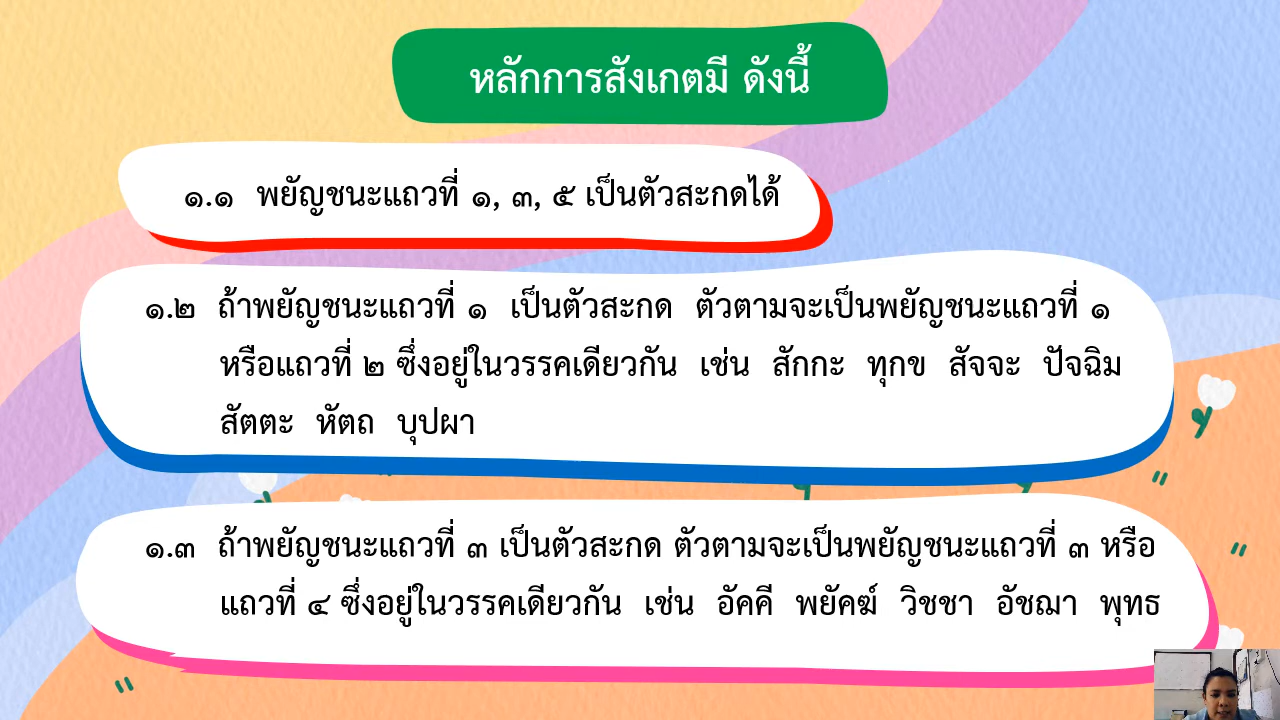 หลักการสังเกตมี ดังนี้
๑.๑ พยัญชนะแถวที่ ๑, ๓, ๕ เป็นตัวสะกดได้
๑.๒ ถ้าพยัญชนะแถวที่ ๑ เป็นตัวสะกด ตัวตามจะเป็นพยัญชนะแถวที่ ๑
หรือแถวที่ ๒ ซึ่งอยู่ในวรรคเดียวกัน เช่น สักกะ ทุกข สัจจะ ปัจฉิม
สัตตะ หัตถ บุปผา
๑.๓ ถ้าพยัญชนะแถวที่ ๓ เป็นตัวสะกด ตัวตามจะเป็นพยัญชนะแถวที่ ๓ หรือ
แถวที่ ๔ ซึ่งอยู่ในวรรคเดียวกัน เช่น อัคคี พยัคฆ์ วิชชา อัชฌา พุทธ